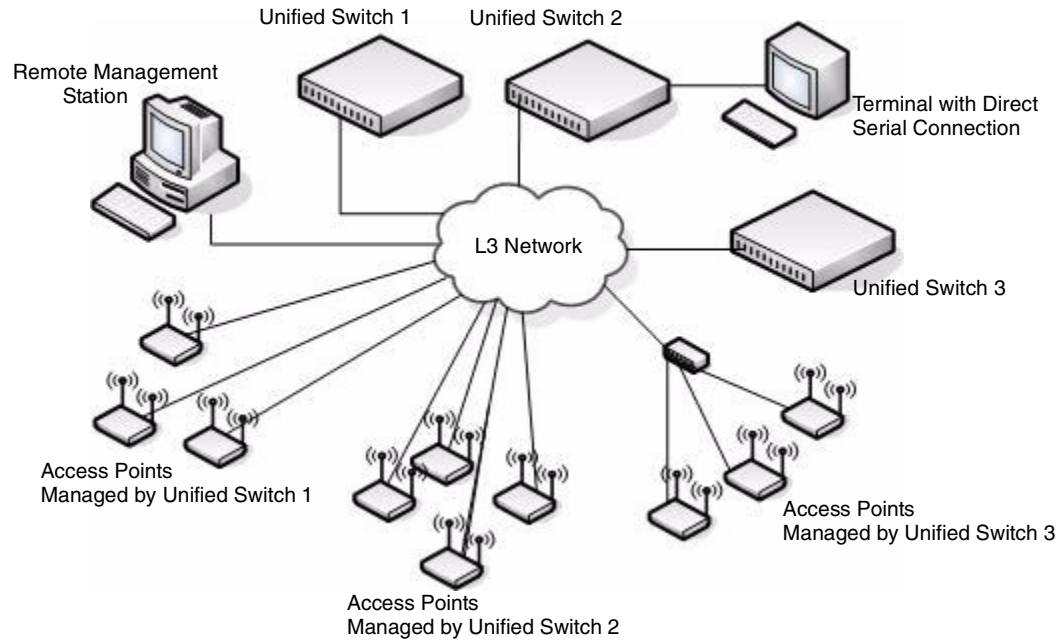 Unified Switch 1
Unified Switch 2
Remote Management
Station
Terminal with Direct
Serial Connection
L3 Network
Unified Switch 3
Access Points
Managed by Unified Switch 1
Access Points
Managed by Unified Switch 3
Access Points
Managed by Unified Switch 2